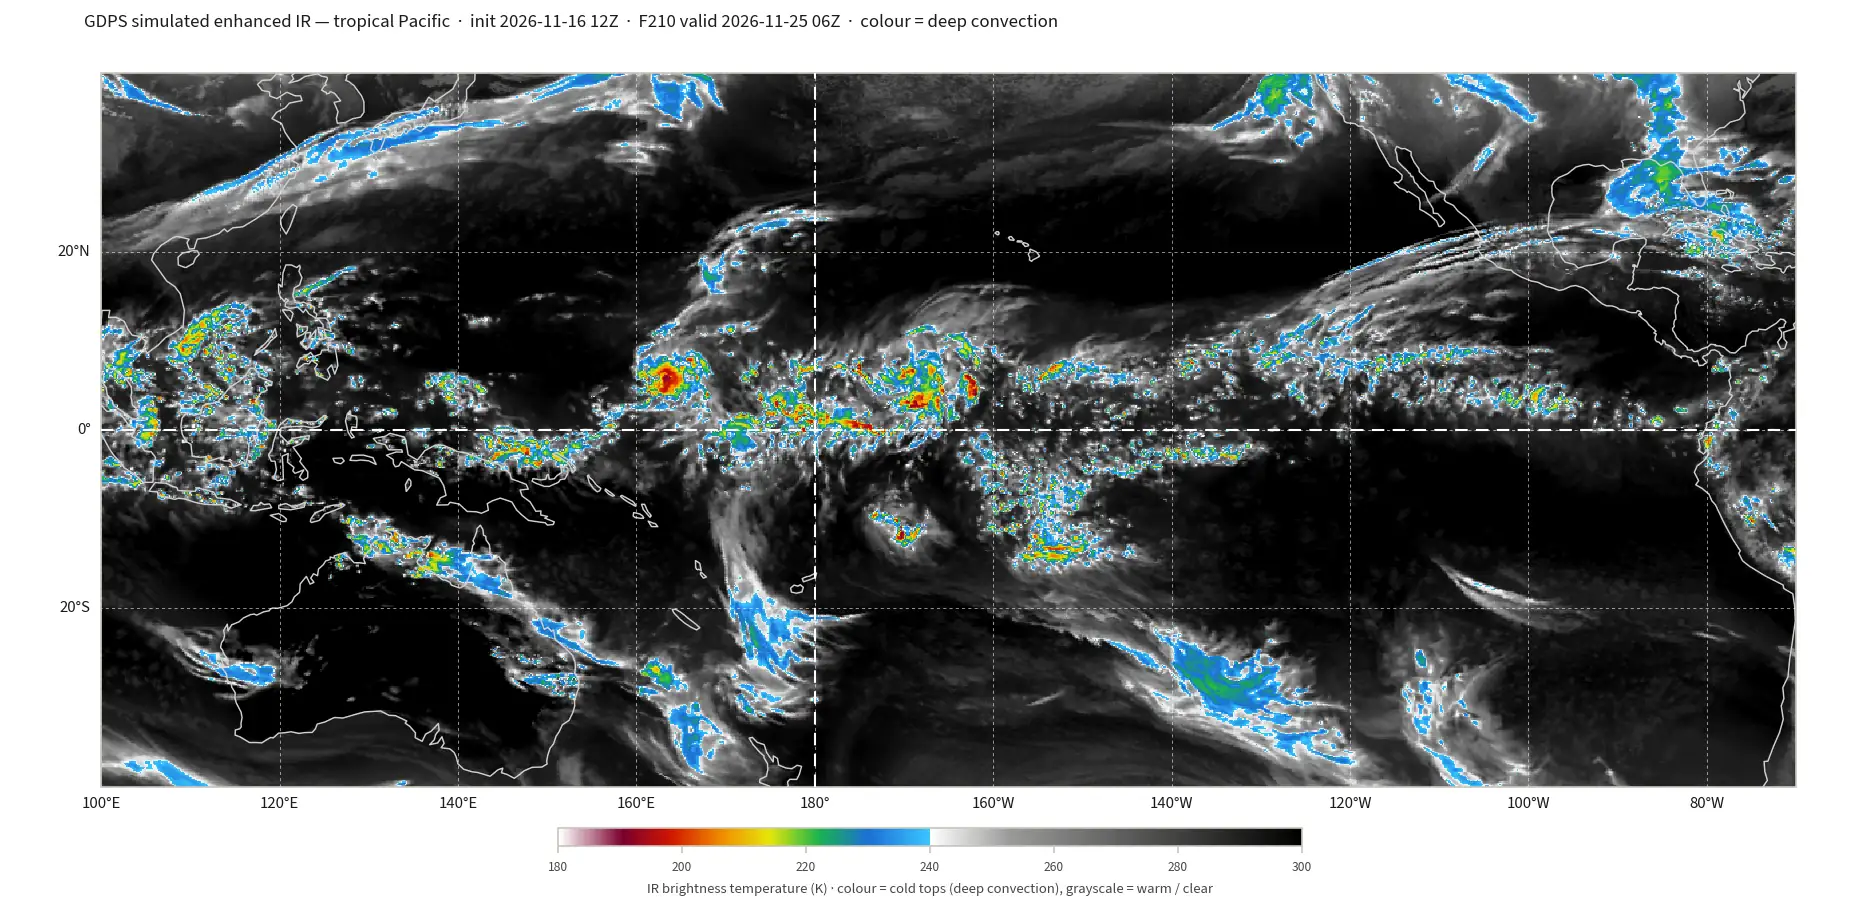 GDPS simulated enhanced IR — tropical Pacific · init 2026-11-16 12Z · F210 valid 2026-11-25 06Z · colour = deep convection
20°N
0°
20°S
100°E 120°E 140°E 160°E 180° 160°W 140°W 120°W 100°W 80°W
180 200 220 240 260 280 300
IR brightness temperature (K) · colour = cold tops (deep convection), grayscale = warm / clear